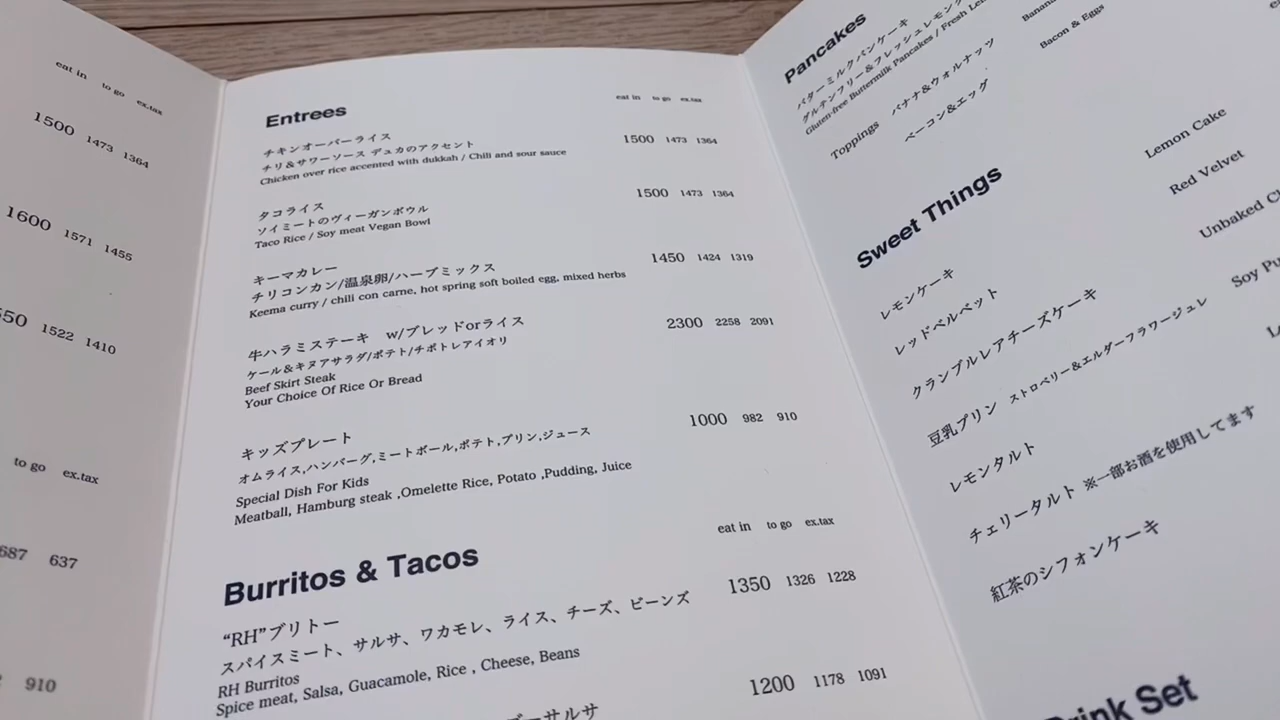 eat in to go ex.tax
1500 1473 1364
1600 1571 1455
1522 1410
to go ex.tax
687 637
910
Entrees
eat in to go ex.tax
チキンオーバーライス
チリ&サワーソース デュカのアクセント
Chicken over rice accented with dukkah / Chili and sour sauce
1500 1473 1364
タコライス
ソイミートのヴィーガンボウル
Taco Rice / Soy meat Vegan Bowl
1500 1473 1364
キーマカレー
チリコンカン/温泉卵/ハーブミックス
Keema curry / chili con carne, hot spring soft boiled egg, mixed herbs
1450 1424 1319
牛ハラミステーキ w/ブレッドorライス
ケール&キヌアサラダ/ポテト/チポトレアイオリ
Beef Skirt Steak
Your Choice Of Rice Or Bread
2300 2258 2091
キッズプレート
オムライス,ハンバーグ,ミートボール,ポテト,プリン,ジュース
Special Dish For Kids
Meatball, Hamburg steak ,Omelette Rice, Potato ,Pudding, Juice
1000 982 910
Burritos & Tacos
eat in to go ex.tax
“RH”ブリトー
スパイスミート、サルサ、ワカモレ、ライス、チーズ、ビーンズ
RH Burritos
Spice meat, Salsa, Guacamole, Rice , Cheese, Beans
1350 1326 1228
1200 1178 1091
Pancakes
バターミルクパンケーキ
グルテンフリー&フレッシュレモン
Gluten-free Buttermilk Pancakes / Fresh
Toppings バナナ&ウォルナッツ
ベーコン&エッグ
Bacon & Eggs
Sweet Things
レモンケーキ
Lemon Cake
レッドベルベット
Red Velvet
クランブルレアチーズケーキ
Unbaked
豆乳プリン ストロベリー&エルダーフラワージュレ
Soy
レモンタルト
チェリータルト ※一部お酒を使用してます
紅茶のシフォンケーキ
Drink Set